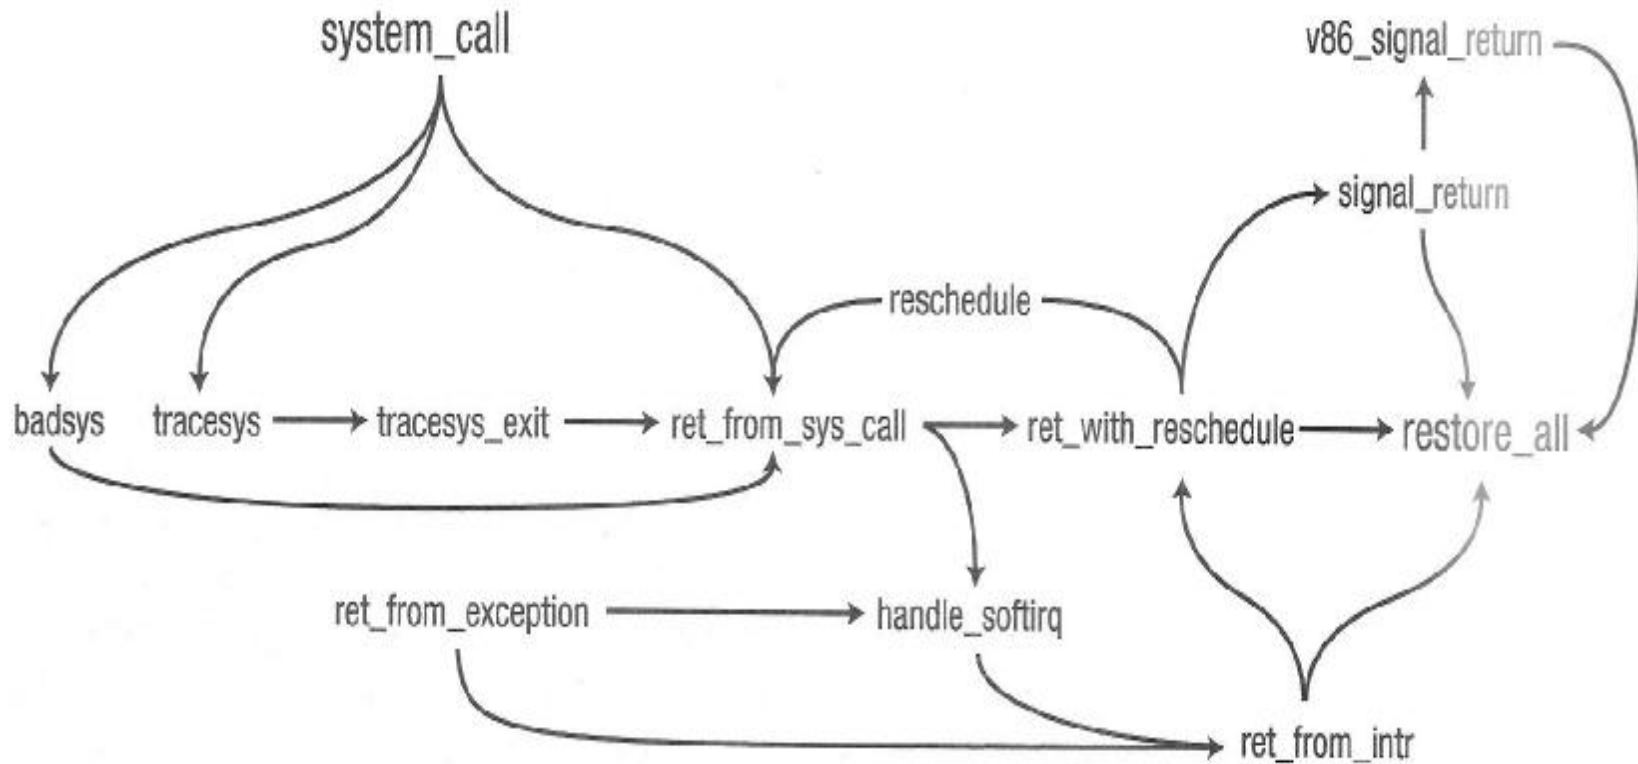 system_call
v86_signal_return
signal_return
reschedule
badsys
tracesys
tracesys_exit
ret_from_sys_call
ret_with_reschedule
restore_all
ret_from_exception
handle_softirq
ret_from_intr